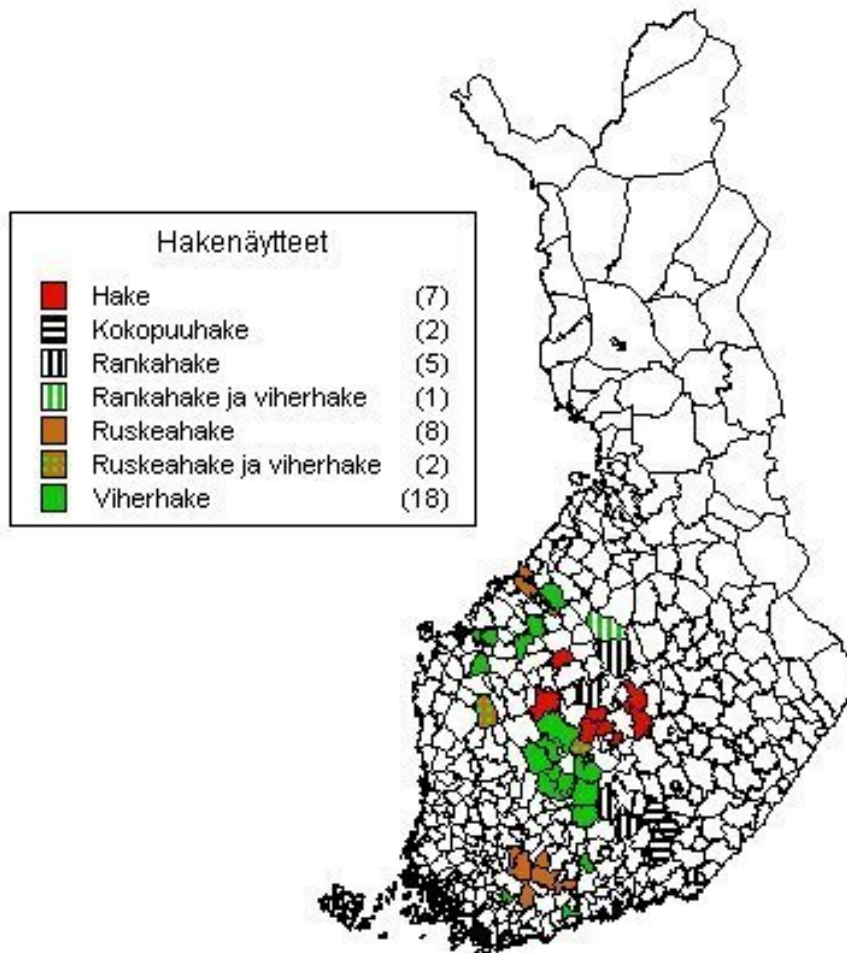 Hakenäytteet
Hake (7)
Kokopuuhake (2)
Rankahake (5)
Rankahake ja viherhake (1)
Ruskeahake (8)
Ruskeahake ja viherhake (2)
Viherhake (18)